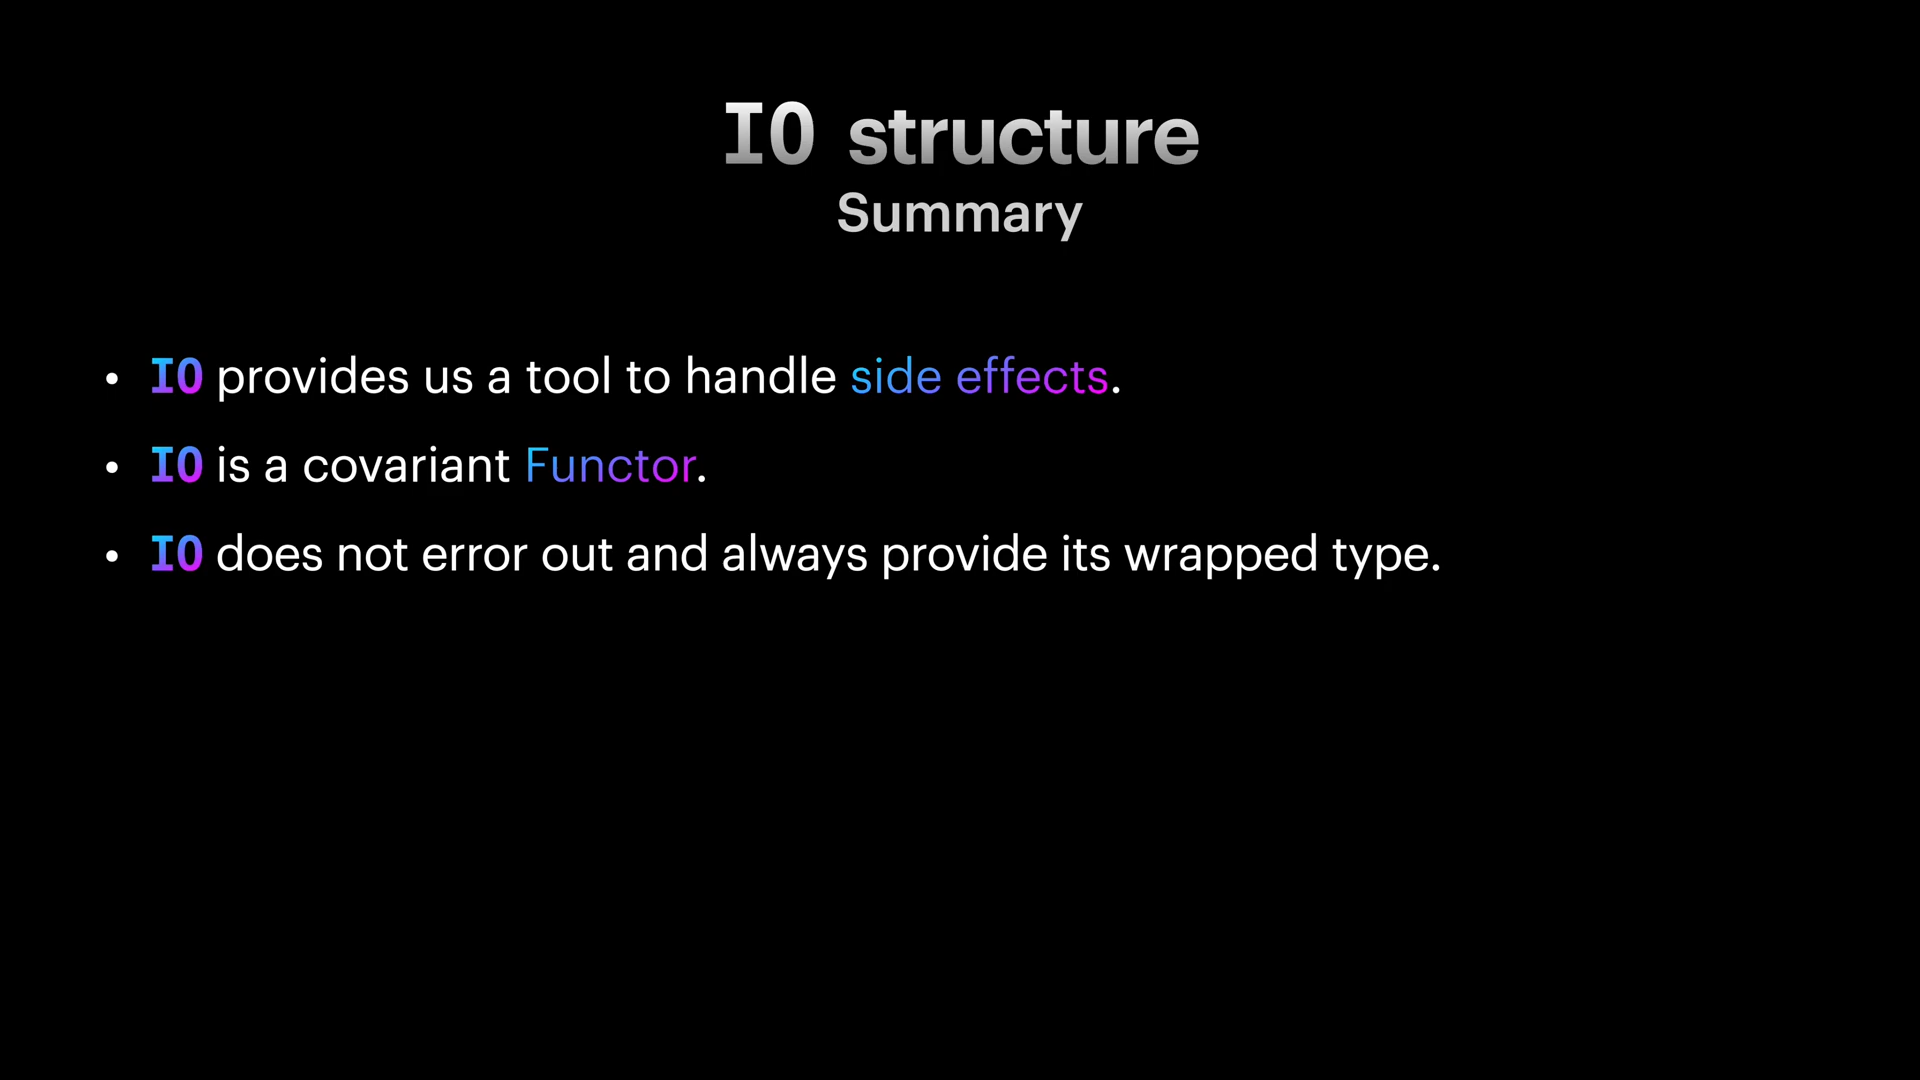 IO structure
Summary
• IO provides us a tool to handle side effects.
• IO is a covariant Functor.
• IO does not error out and always provide its wrapped type.